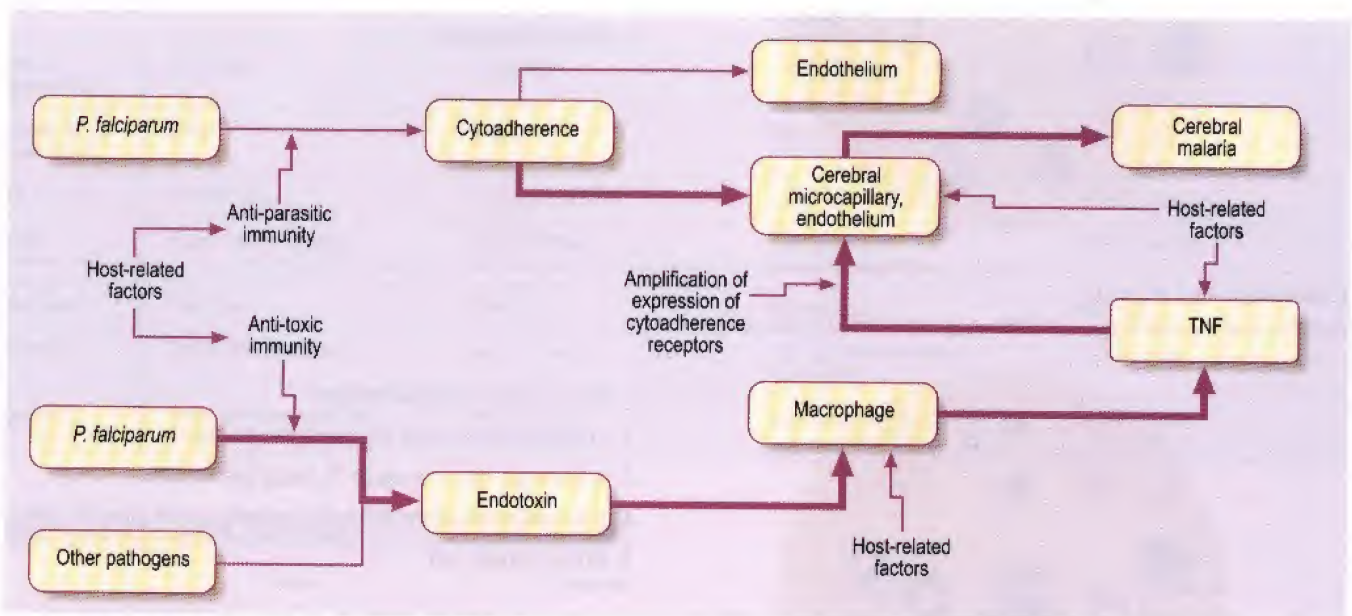 Endothelium
P. falciparum
Cytoadherence
Cerebral
malaria
Cerebral
microcapillary,
endothelium
Anti-parasitic
immunity
Host-related
factors
Host-related
factors
Amplification of
expression of
cytoadherence
receptors
Anti-toxic
immunity
TNF
Macrophage
P. falciparum
Endotoxin
Other pathogens
Host-related
factors